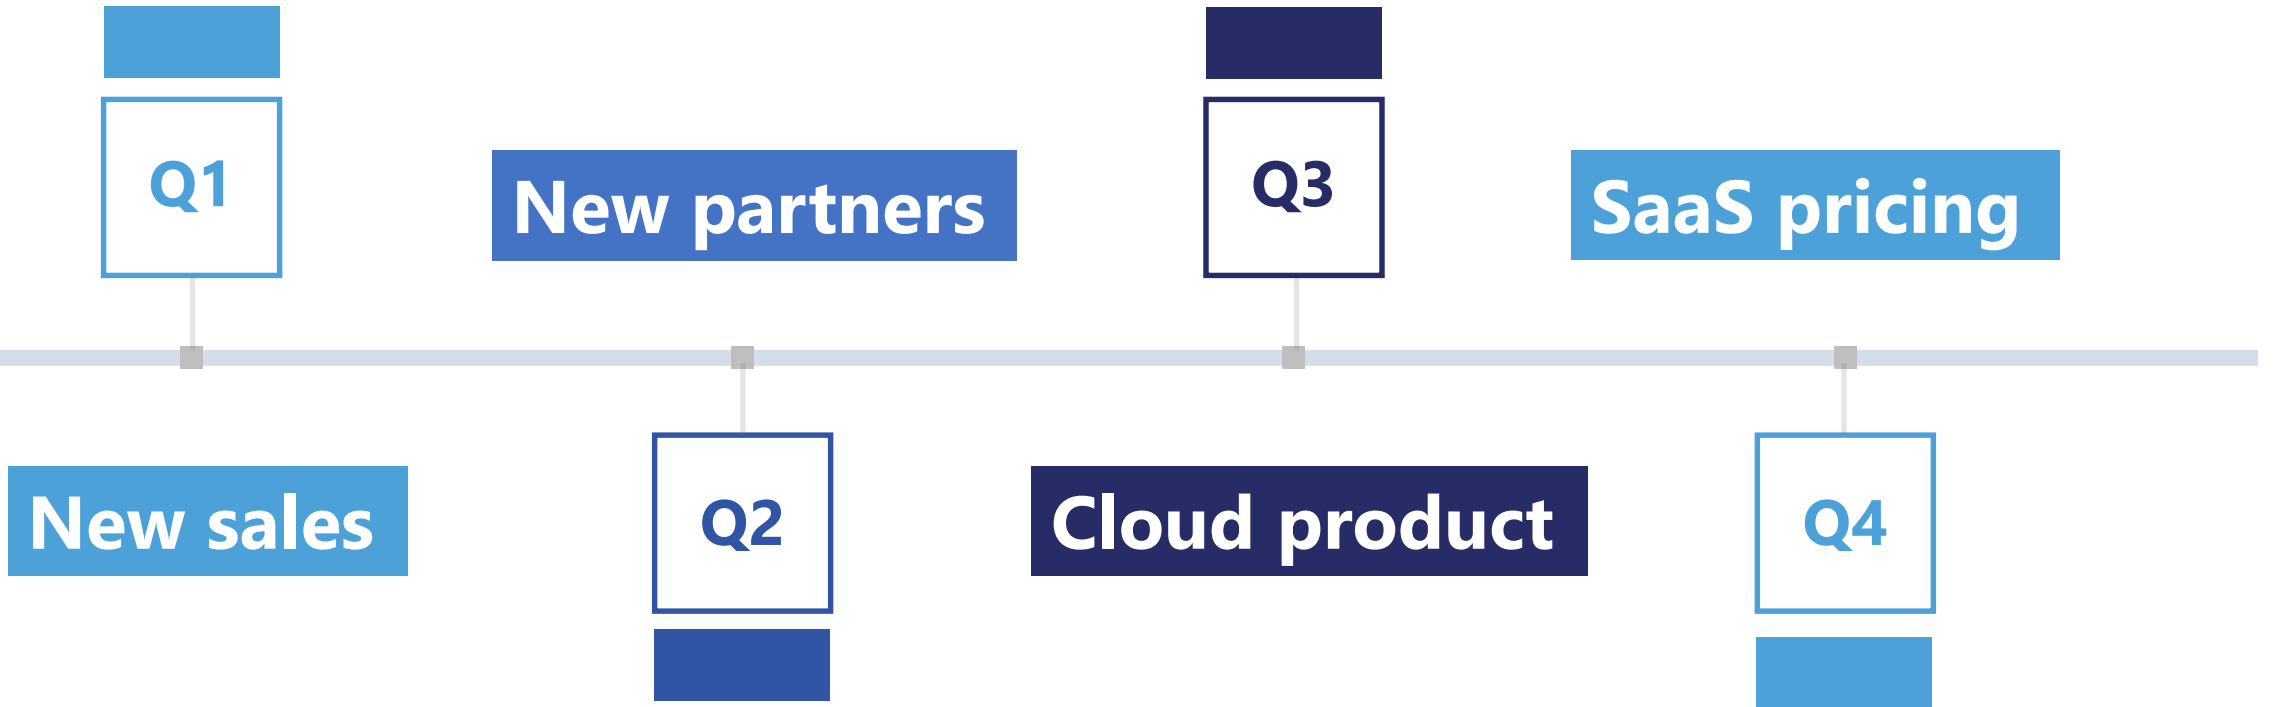 Q1
New sales
New partners
Q2
Q3
Cloud product
SaaS pricing
Q4